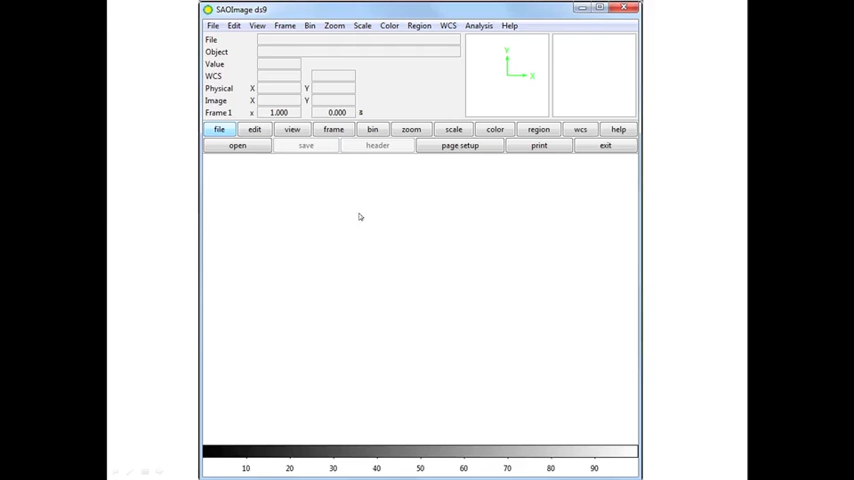 SAOImage ds9
File Edit View Frame Bin Zoom Scale Color Region WCS Analysis Help
File
Object
Value
WCS
Physical X Y
Image X Y
Frame1 x 1.000 0.000 °
Y
X
file edit view frame bin zoom scale color region wcs help
open save header page setup print exit
10 20 30 40 50 60 70 80 90